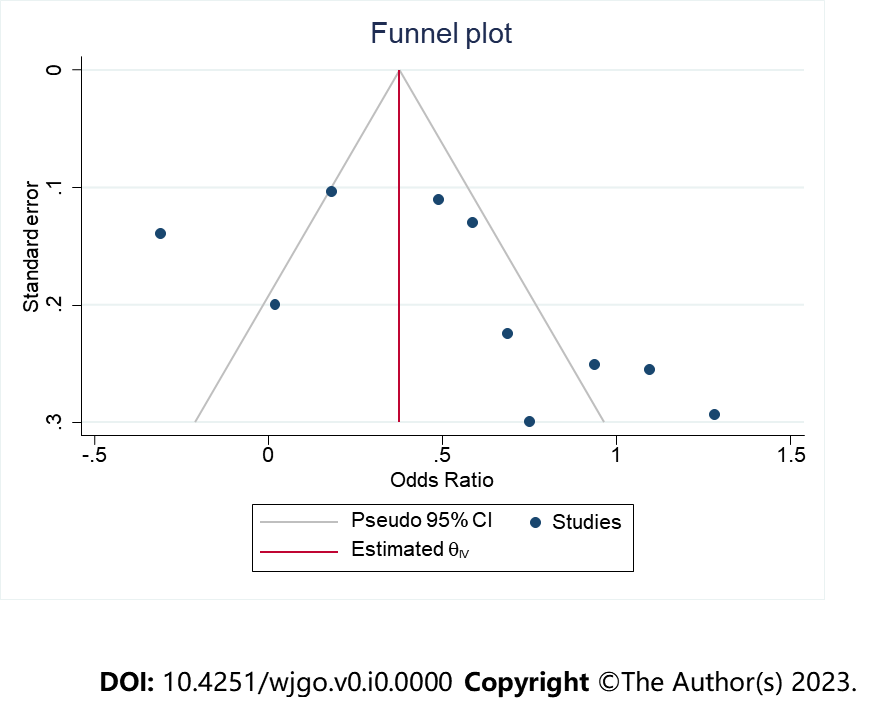 Funnel plot
0
.1
.2
.3
Standard error
-.5 0 .5 1 1.5
Odds Ratio
Pseudo 95% CI Studies
Estimated θIV
DOI: 10.4251/wjgo.v0.i0.0000 Copyright ©The Author(s) 2023.